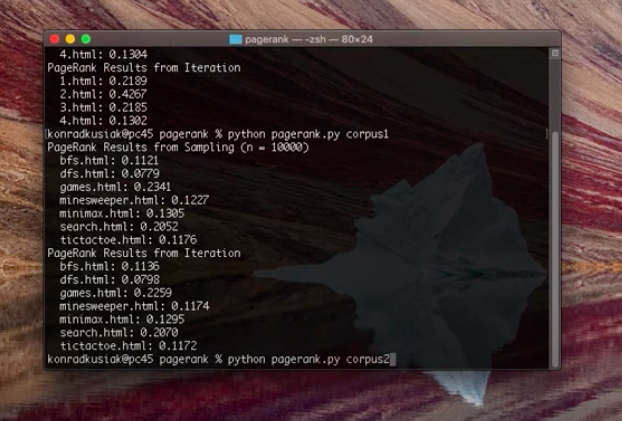 pagerank — -zsh — 80×24
4.html: 0.1304
PageRank Results from Iteration
1.html: 0.2189
2.html: 0.4267
3.html: 0.2185
4.html: 0.1302
konradkusiak@pc45 pagerank % python pagerank.py corpus1
PageRank Results from Sampling (n = 10000)
bfs.html: 0.1121
dfs.html: 0.0779
games.html: 0.2341
minesweeper.html: 0.1227
minimax.html: 0.1305
search.html: 0.2052
tictactoe.html: 0.1176
PageRank Results from Iteration
bfs.html: 0.1136
dfs.html: 0.0798
games.html: 0.2259
minesweeper.html: 0.1174
minimax.html: 0.1295
search.html: 0.2070
tictactoe.html: 0.1172
konradkusiak@pc45 pagerank % python pagerank.py corpus2